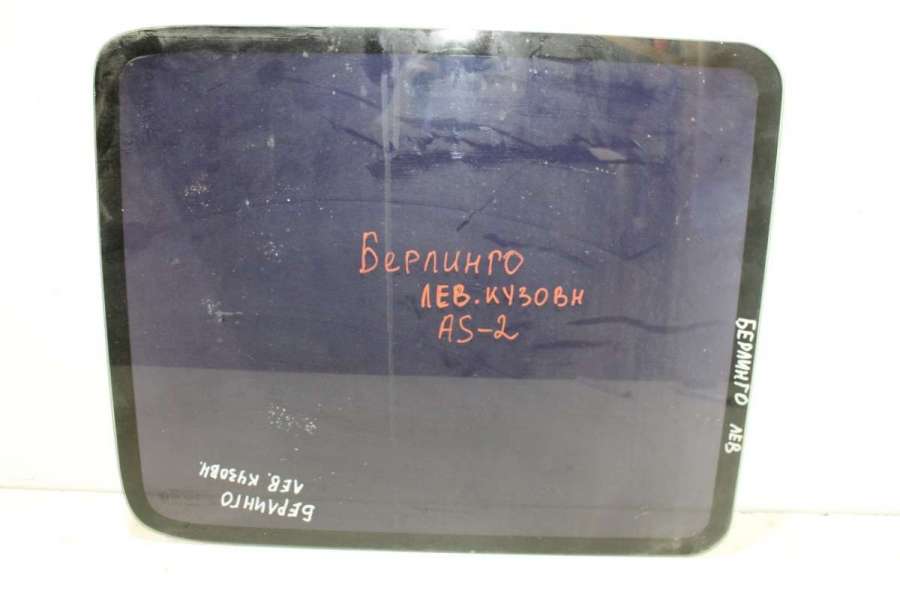 Берлинго
ЛЕВ. КУЗОВН
AS-2
БЕРЛИНГО ЛЕВ
БЕРЛИНГО
ЛЕВ. КУЗОВН.